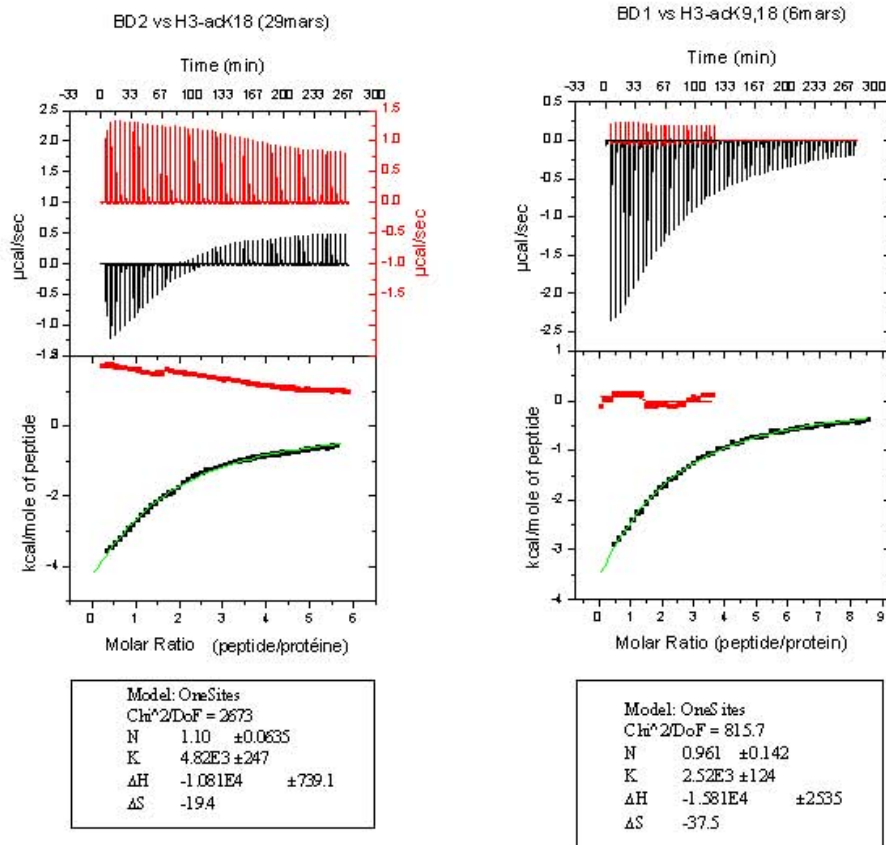 BD2 vs H3-acK18 (29mars)
Time (min)
-33 0 33 67 100 133 167 200 233 267 300
2.5
2.0
1.5
1.0
0.5
0.0
-0.5
-1.0
-1.5
µcal/sec
1.5
1.0
0.5
0.0
-0.5
-1.0
-1.5
µcal/sec
0
-2
-4
kcal/mole of peptide
0 1 2 3 4 5 6
Molar Ratio (peptide/protéine)
Model: OneSites
Chi^2/DoF = 2673
N 1.10 ±0.0635
K 4.82E3 ±247
ΔH -1.081E4 ±739.1
ΔS -19.4
BD1 vs H3-acK9,18 (6mars)
Time (min)
-33 0 33 67 100 133 167 200 233 267 300
0.5
0.0
-0.5
-1.0
-1.5
-2.0
-2.5
µcal/sec
1
0
-1
-2
-3
-4
kcal/mole of peptide
0 1 2 3 4 5 6 7 8 9
Molar Ratio (peptide/protein)
Model: OneSites
Chi^2/DoF = 815.7
N 0.961 ±0.142
K 2.52E3 ±124
ΔH -1.581E4 ±2535
ΔS -37.5